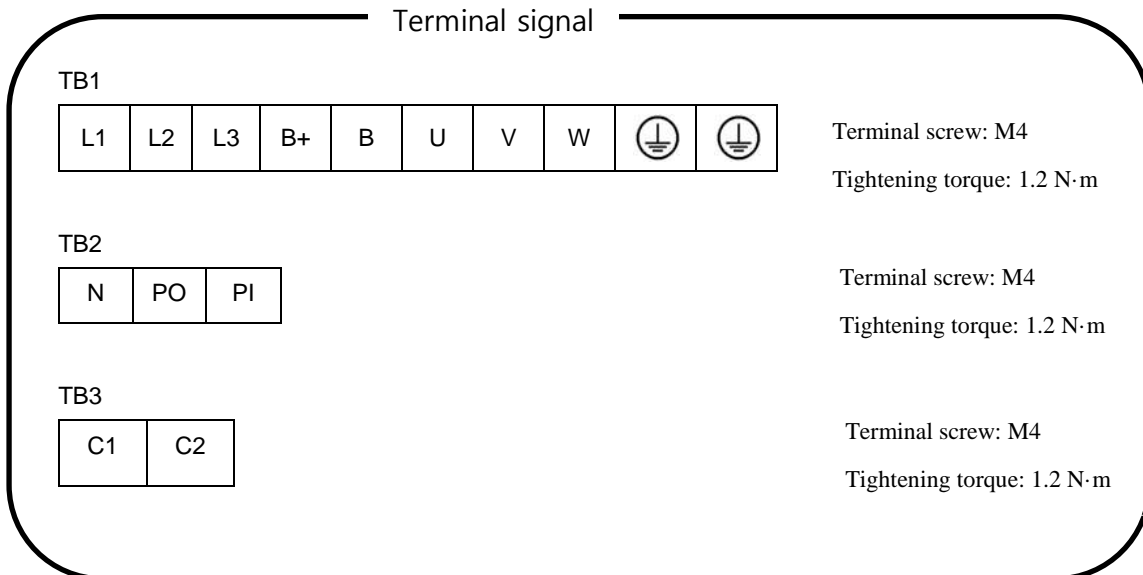 Terminal signal
TB1
L1 L2 L3 B+ B U V W
Terminal screw: M4
Tightening torque: 1.2 N·m
TB2
N PO PI
Terminal screw: M4
Tightening torque: 1.2 N·m
TB3
C1 C2
Terminal screw: M4
Tightening torque: 1.2 N·m